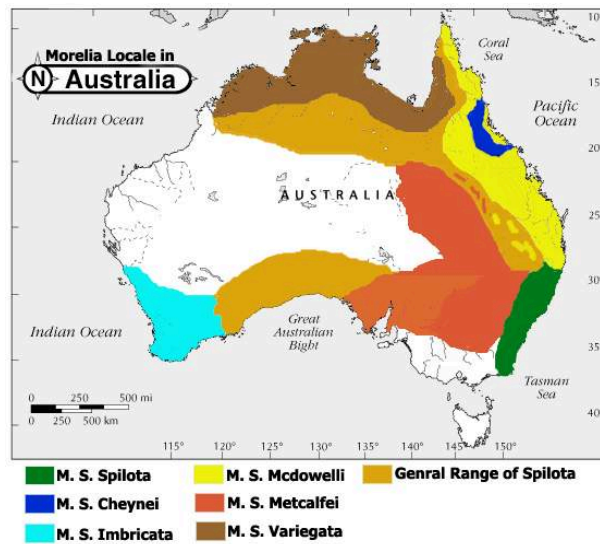 Morelia Locale in
N Australia
Coral
Sea
Pacific
Ocean
Indian Ocean
AUSTRALIA
Indian Ocean
Great
Australian
Bight
Tasman
Sea
10
20
25
30
35
40
0 250 500 mi
0 250 500 km
115° 120° 125° 130° 135° 140° 145° 150°
M. S. Spilota M. S. Mcdowelli Genral Range of Spilota
M. S. Cheynei M. S. Metcalfei
M. S. Imbricata M. S. Variegata